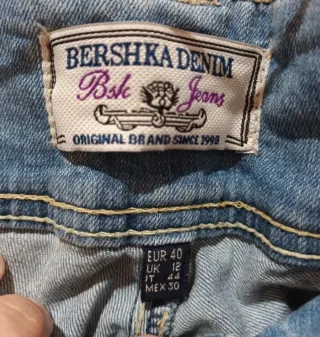 BERSHKA DENIM
Bsk Jeans
ORIGINAL BRAND SINCE 1998
EUR 40
UK 12
IT 44
MEX 30